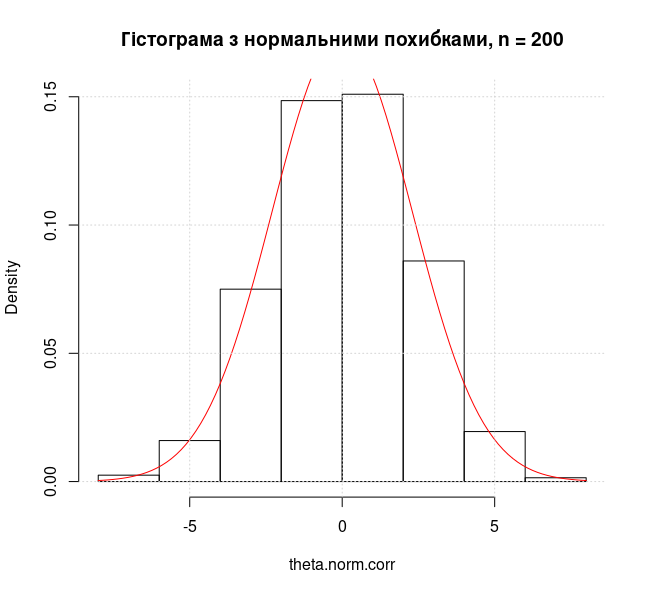 Гістограма з нормальними похибками, n = 200
Density
0.15
0.10
0.05
0.00
-5 0 5
theta.norm.corr